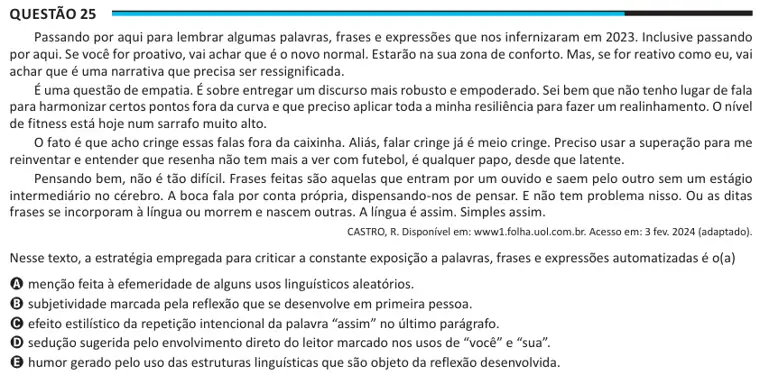 QUESTÃO 25
Passando por aqui para lembrar algumas palavras, frases e expressões que nos infernizaram em 2023. Inclusive passando
por aqui. Se você for proativo, vai achar que é o novo normal. Estarão na sua zona de conforto. Mas, se for reativo como eu, vai
achar que é uma narrativa que precisa ser ressignificada.
É uma questão de empatia. É sobre entregar um discurso mais robusto e empoderado. Sei bem que não tenho lugar de fala
para harmonizar certos pontos fora da curva e que preciso aplicar toda a minha resiliência para fazer um realinhamento. O nível
de fitness está hoje num sarrafo muito alto.
O fato é que acho cringe essas falas fora da caixinha. Aliás, falar cringe já é meio cringe. Preciso usar a superação para me
reinventar e entender que resenha não tem mais a ver com futebol, é qualquer papo, desde que latente.
Pensando bem, não é tão difícil. Frases feitas são aquelas que entram por um ouvido e saem pelo outro sem um estágio
intermediário no cérebro. A boca fala por conta própria, dispensando-nos de pensar. E não tem problema nisso. Ou as ditas
frases se incorporam à língua ou morrem e nascem outras. A língua é assim. Simples assim.
CASTRO, R. Disponível em: www1.folha.uol.com.br. Acesso em: 3 fev. 2024 (adaptado).
Nesse texto, a estratégia empregada para criticar a constante exposição a palavras, frases e expressões automatizadas é o(a)
A menção feita à efemeridade de alguns usos linguísticos aleatórios.
B subjetividade marcada pela reflexão que se desenvolve em primeira pessoa.
C efeito estilístico da repetição intencional da palavra “assim” no último parágrafo.
D sedução sugerida pelo envolvimento direto do leitor marcado nos usos de “você” e “sua”.
E humor gerado pelo uso das estruturas linguísticas que são objeto da reflexão desenvolvida.